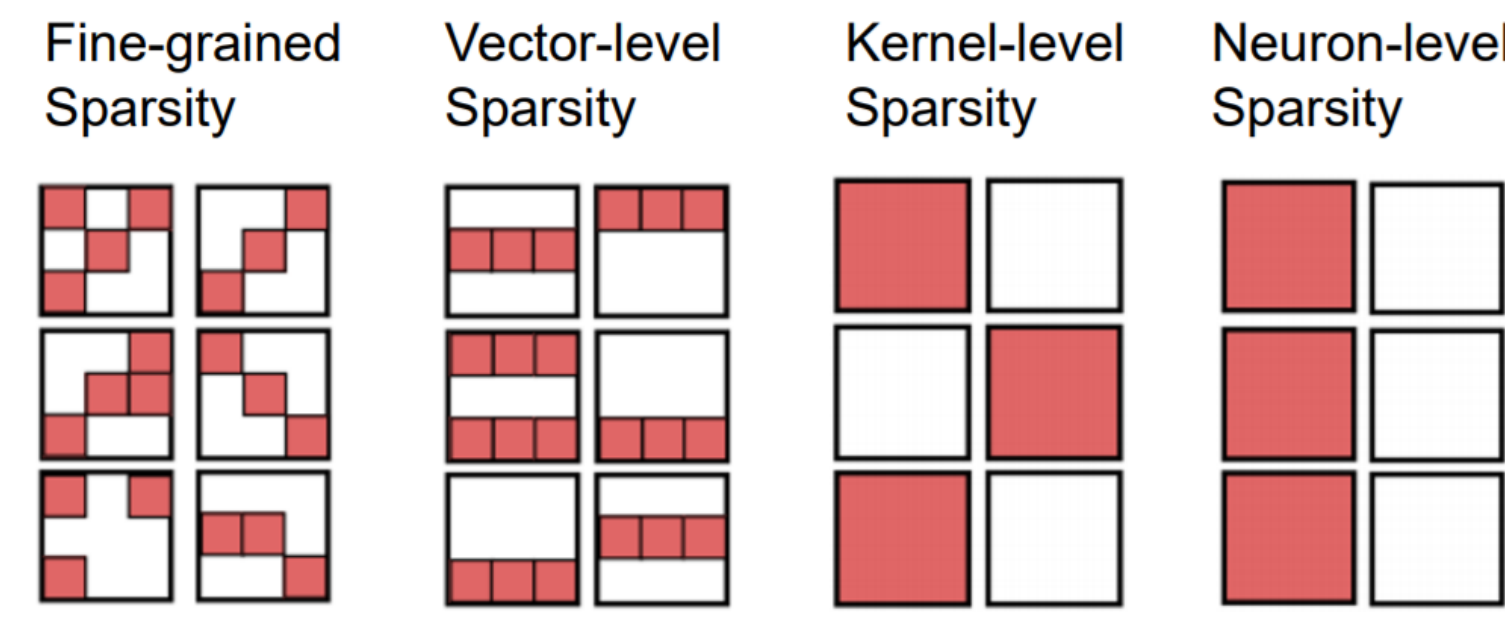 Fine-grained
Sparsity
Vector-level
Sparsity
Kernel-level
Sparsity
Neuron-level
Sparsity